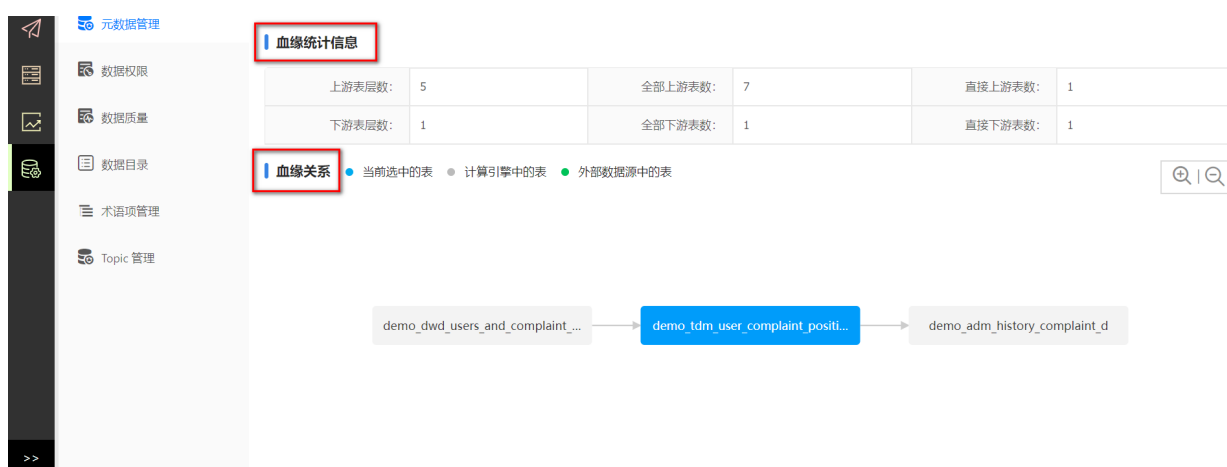 元数据管理
数据权限
数据质量
数据目录
术语项管理
Topic 管理
>>
血缘统计信息
上游表层数: 5 全部上游表数: 7 直接上游表数: 1
下游表层数: 1 全部下游表数: 1 直接下游表数: 1
血缘关系 当前选中的表 计算引擎中的表 外部数据源中的表
demo_dwd_users_and_complaint_... demo_tdm_user_complaint_positi... demo_adm_history_complaint_d